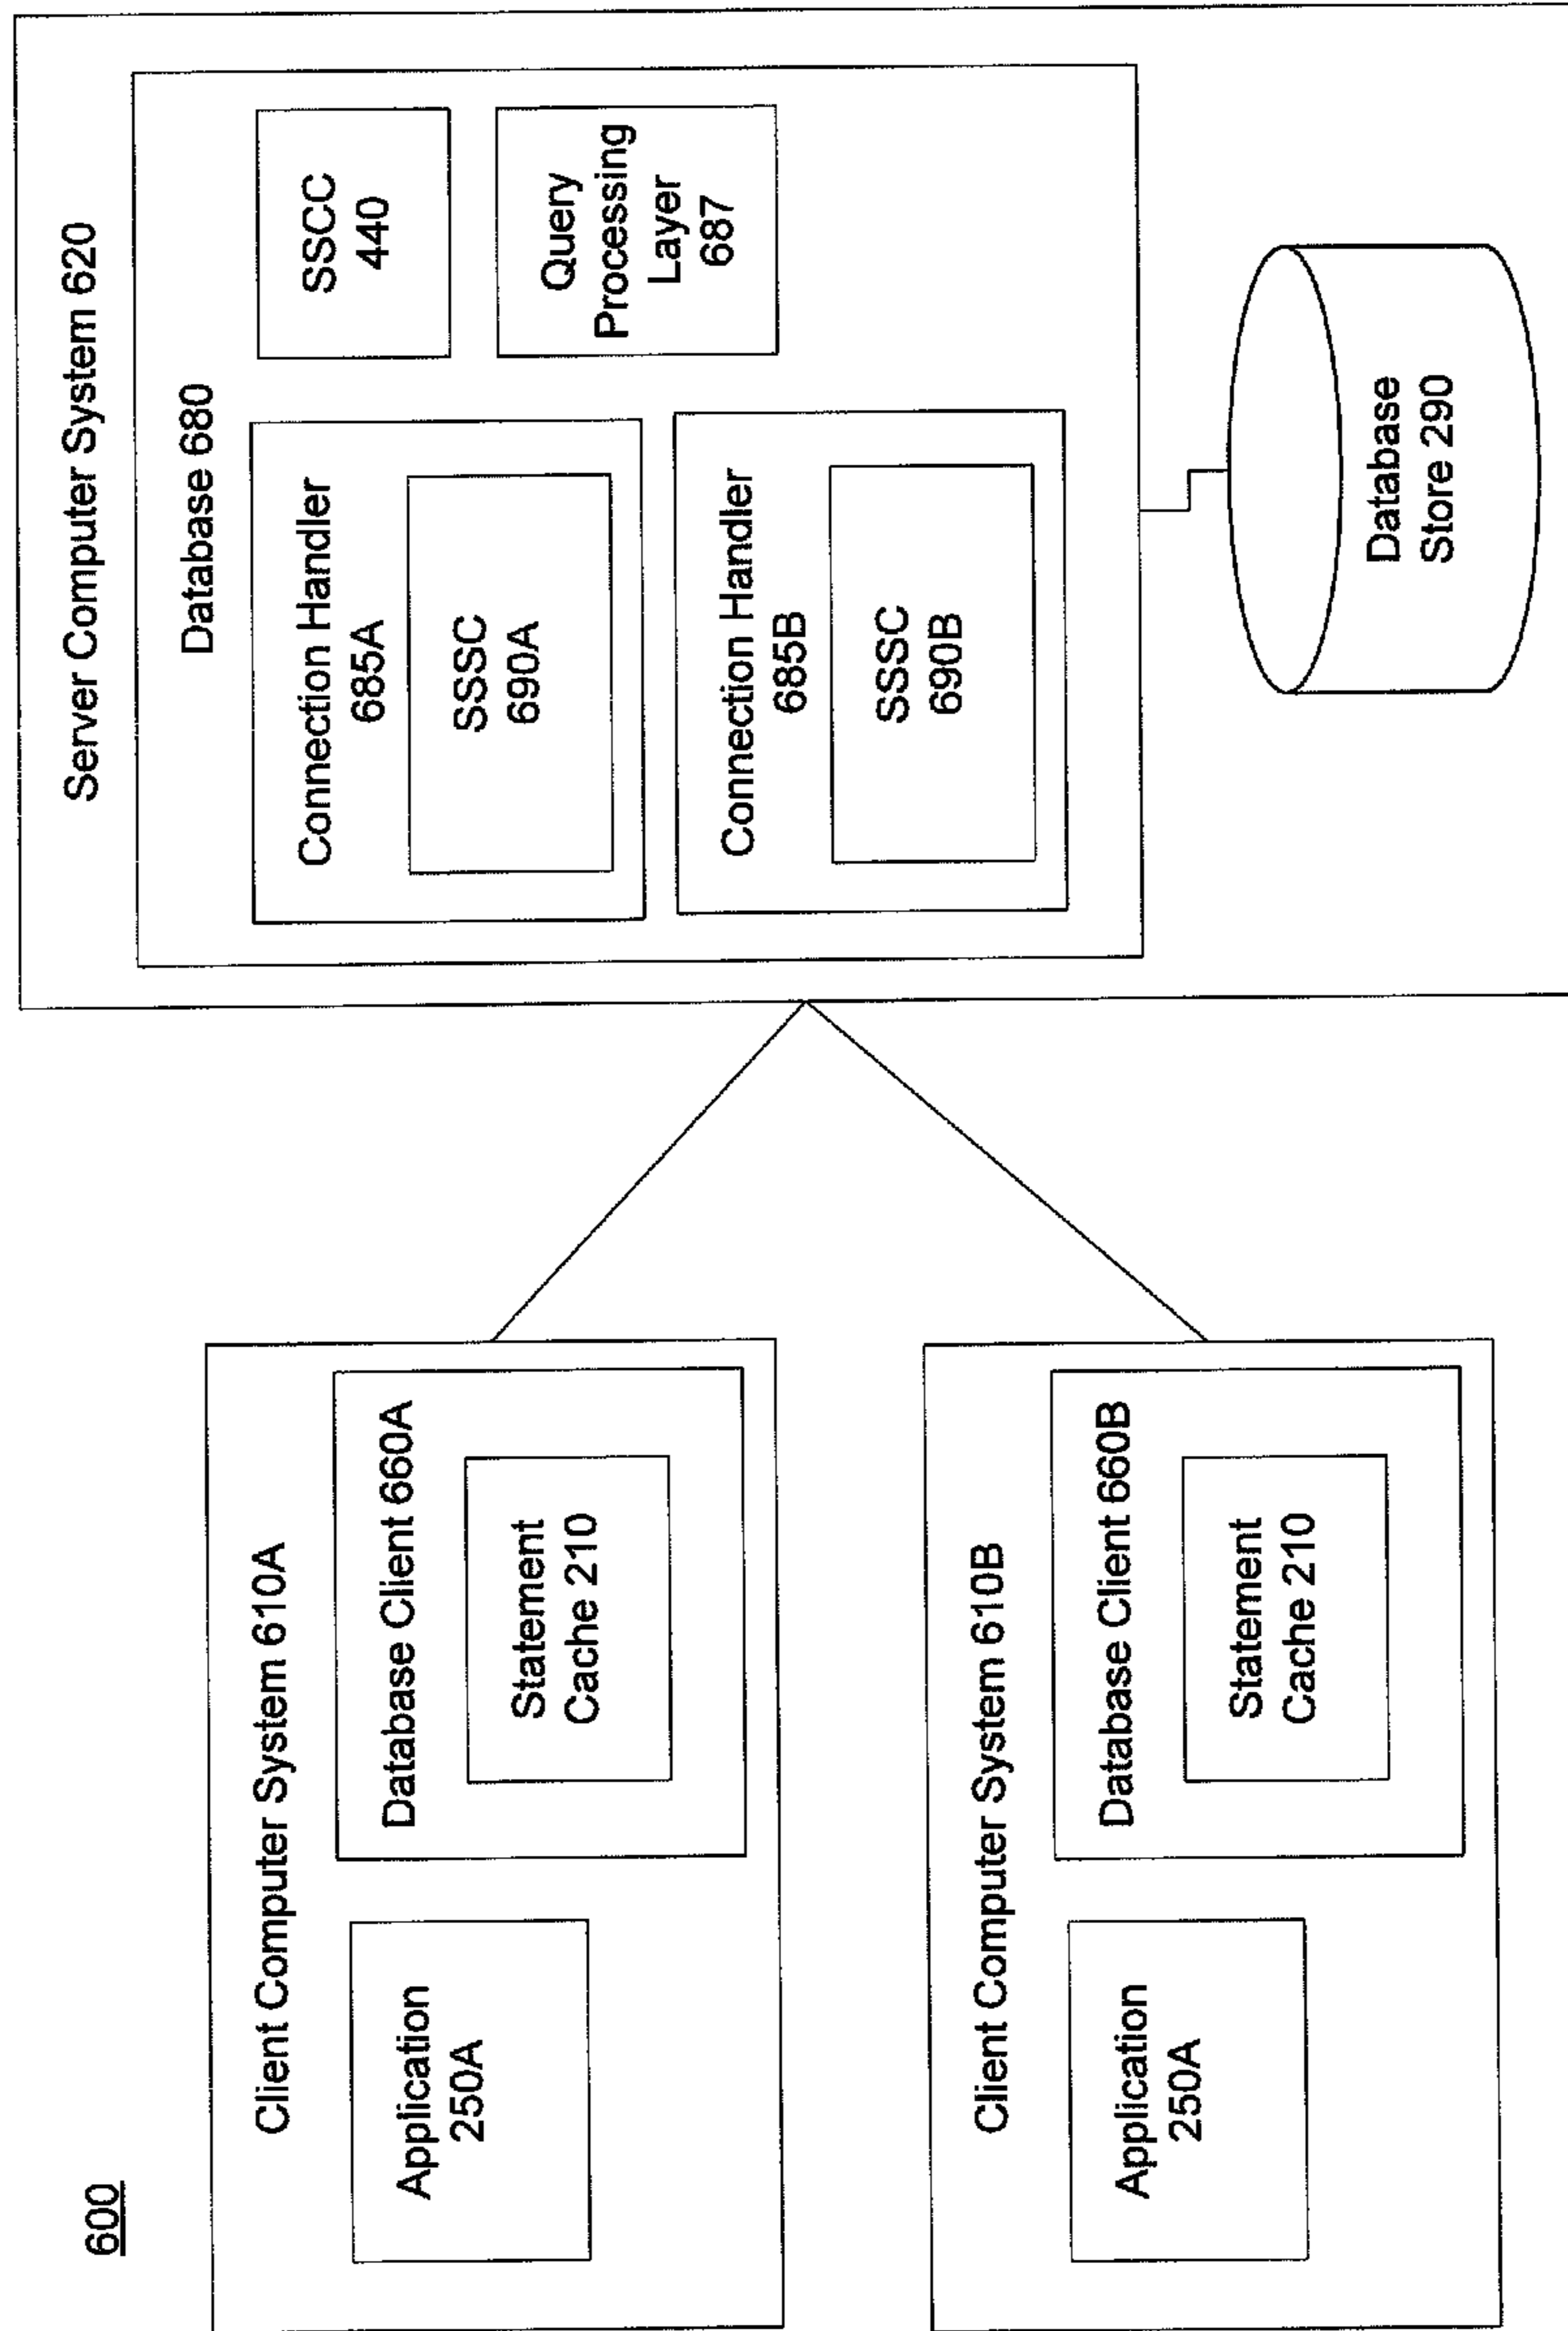 600
Client Computer System 610A
Application
250A
Database Client 660A
Statement
Cache 210
Client Computer System 610B
Application
250A
Database Client 660B
Statement
Cache 210
Server Computer System 620
Database 680
Connection Handler
685A
SSSC
690A
SSCC
440
Connection Handler
685B
SSSC
690B
Query
Processing
Layer
687
Database
Store 290